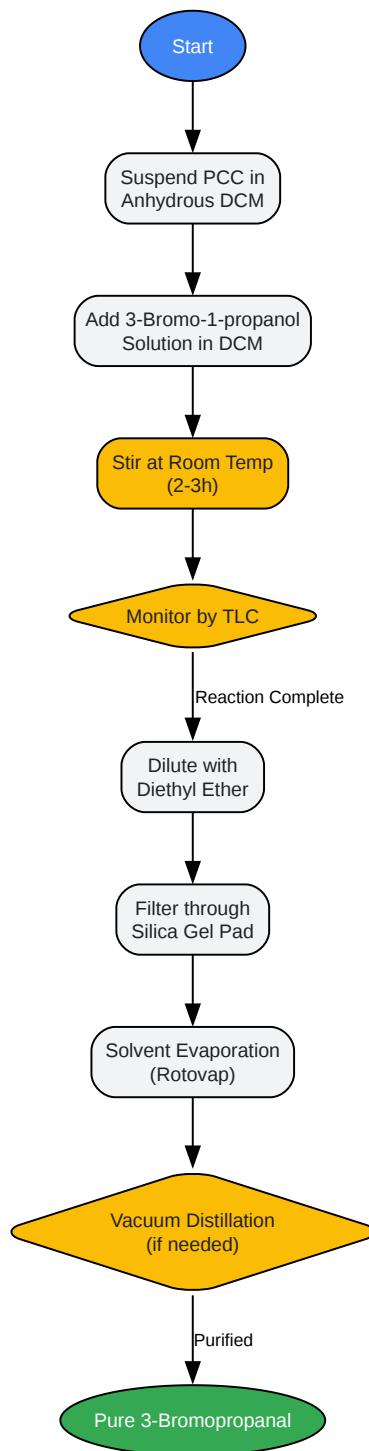 Start
Suspend PCC in
Anhydrous DCM
Add 3-Bromo-1-propanol
Solution in DCM
Stir at Room Temp
(2-3h)
Monitor by TLC
Reaction Complete
Dilute with
Diethyl Ether
Filter through
Silica Gel Pad
Solvent Evaporation
(Rotovap)
Vacuum Distillation
(if needed)
Purified
Pure 3-Bromopropanal